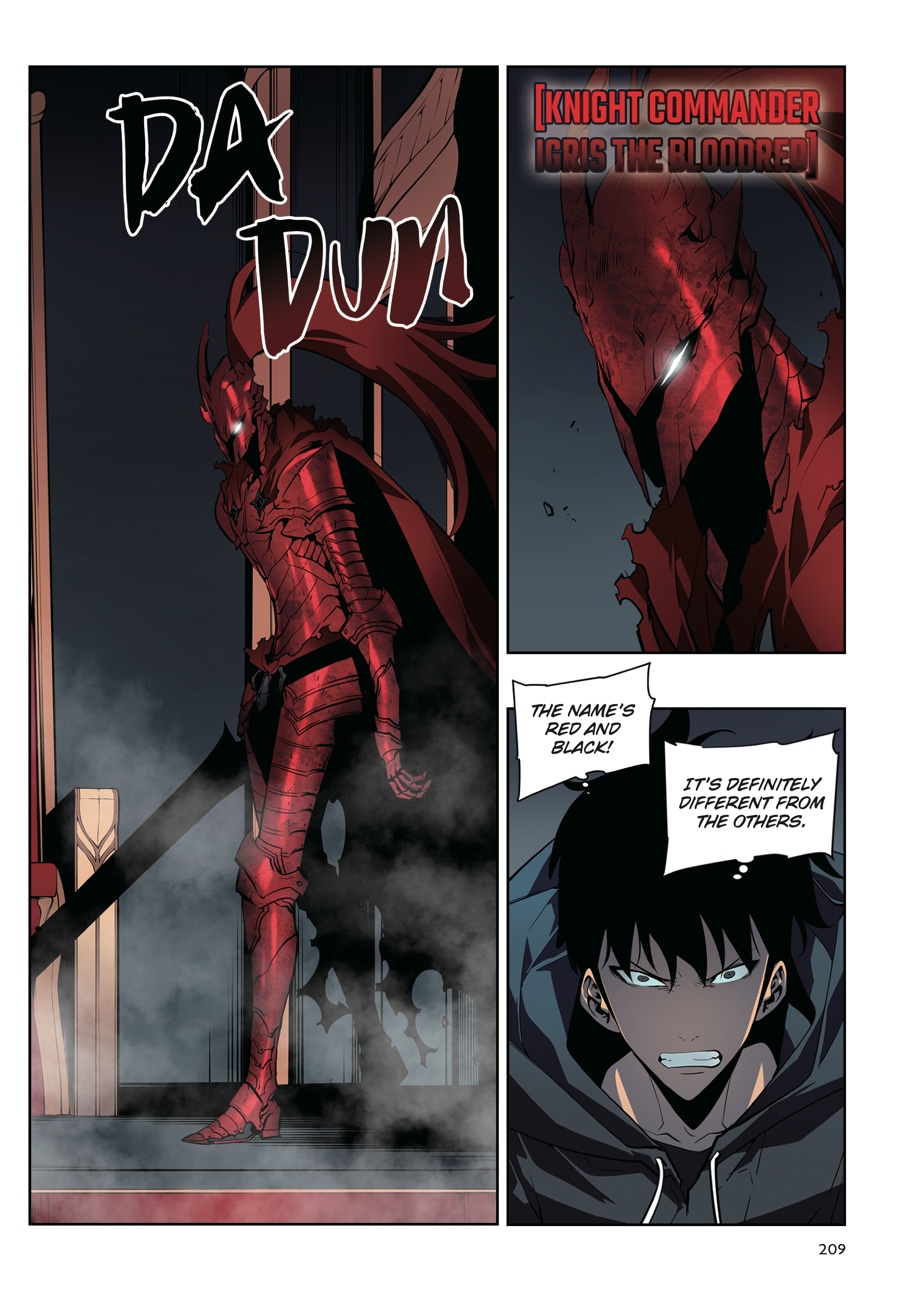 DA
DUN
[KNIGHT COMMANDER
IGRIS THE BLOODRED]
THE NAME'S
RED AND
BLACK!
IT'S DEFINITELY
DIFFERENT FROM
THE OTHERS.
209